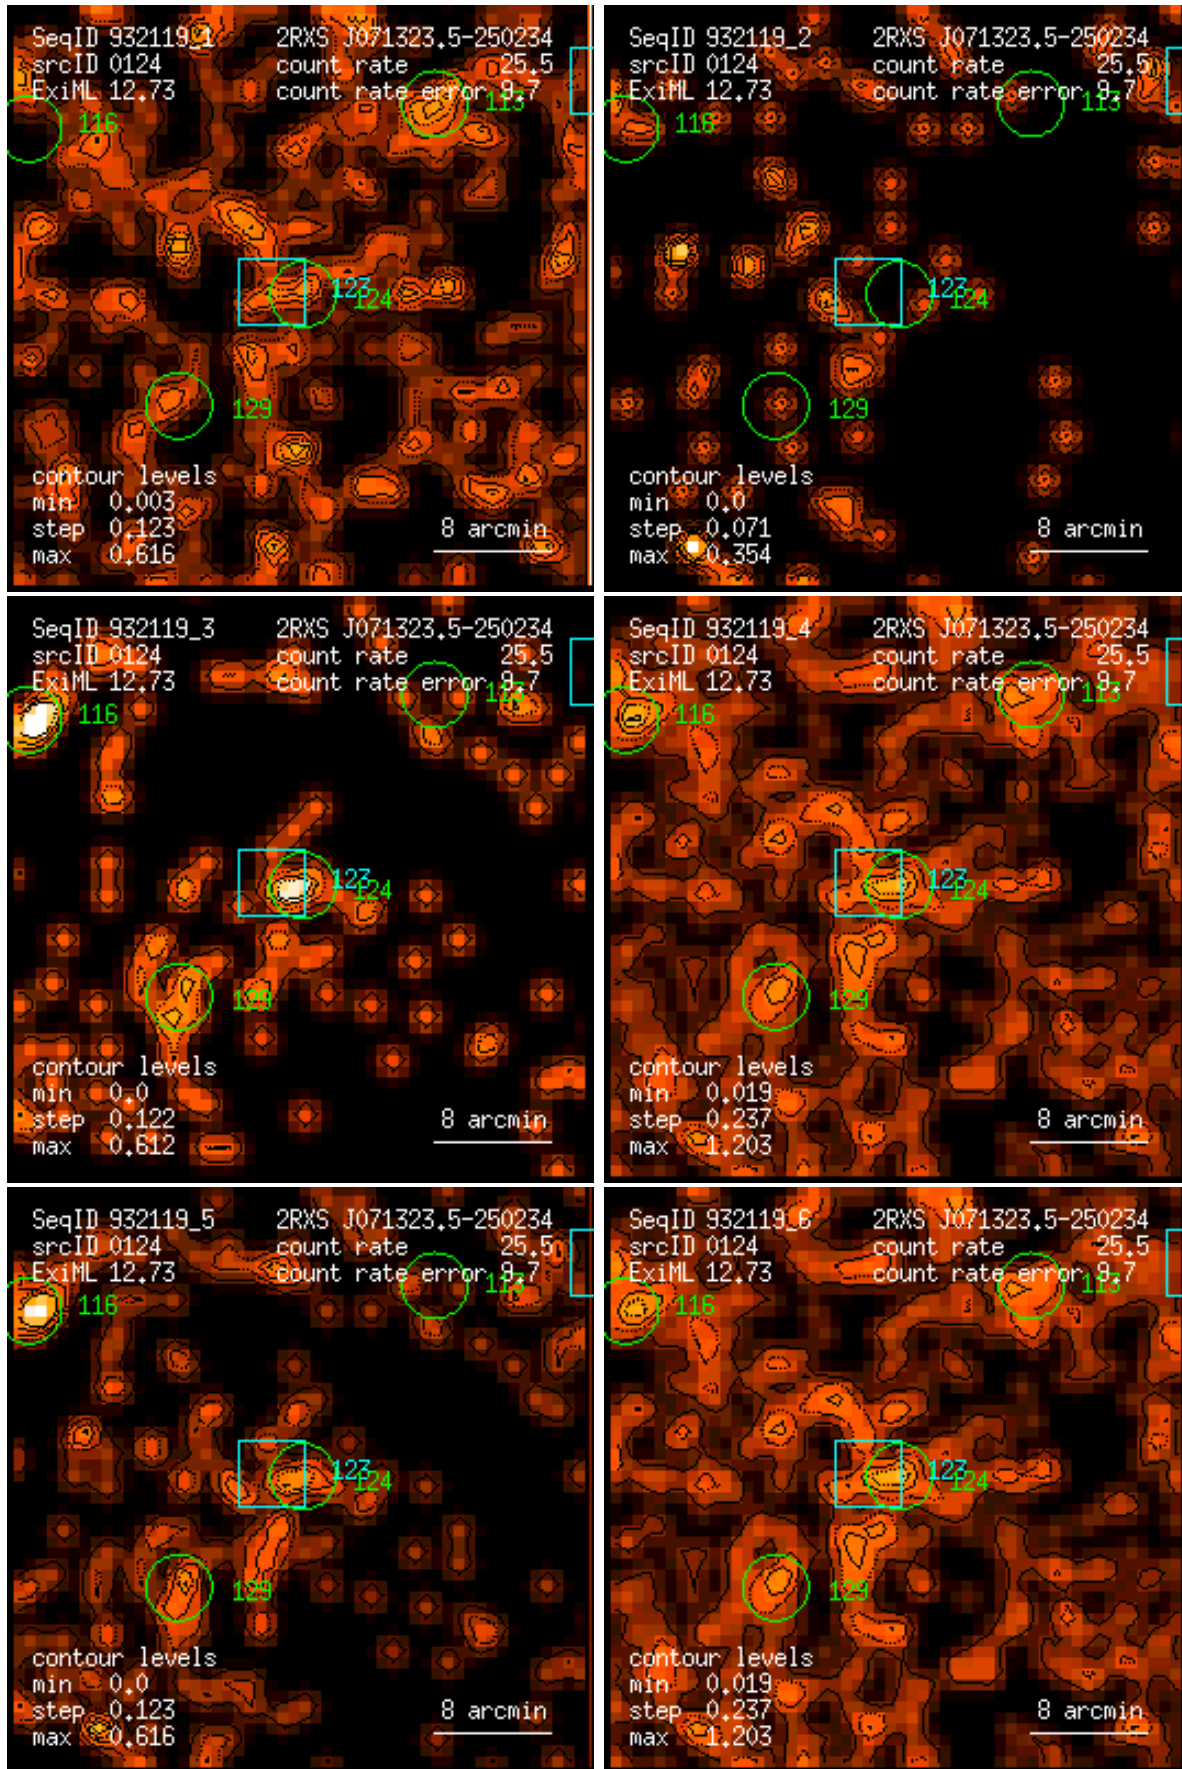 SeqID 932119_1 2RXS J071323.5-250234
srcID 0124 count rate 25.5
ExiML 12.73 count rate error 9.7
113
116
123
124
129
contour levels
min 0.003
step 0.123
max 0.616
8 arcmin
SeqID 932119_2 2RXS J071323.5-250234
srcID 0124 count rate 25.5
ExiML 12.73 count rate error 9.7
113
116
123
124
129
contour levels
min 0.0
step 0.071
max 0.354
8 arcmin
SeqID 932119_3 2RXS J071323.5-250234
srcID 0124 count rate 25.5
ExiML 12.73 count rate error 9.7
113
116
123
124
129
contour levels
min 0.0
step 0.122
max 0.612
8 arcmin
SeqID 932119_4 2RXS J071323.5-250234
srcID 0124 count rate 25.5
ExiML 12.73 count rate error 9.7
113
116
123
124
129
contour levels
min 0.019
step 0.237
max 1.203
8 arcmin
SeqID 932119_5 2RXS J071323.5-250234
srcID 0124 count rate 25.5
ExiML 12.73 count rate error 9.7
113
116
123
124
129
contour levels
min 0.0
step 0.123
max 0.616
8 arcmin
SeqID 932119_6 2RXS J071323.5-250234
srcID 0124 count rate 25.5
ExiML 12.73 count rate error 9.7
113
116
123
124
129
contour levels
min 0.019
step 0.237
max 1.203
8 arcmin